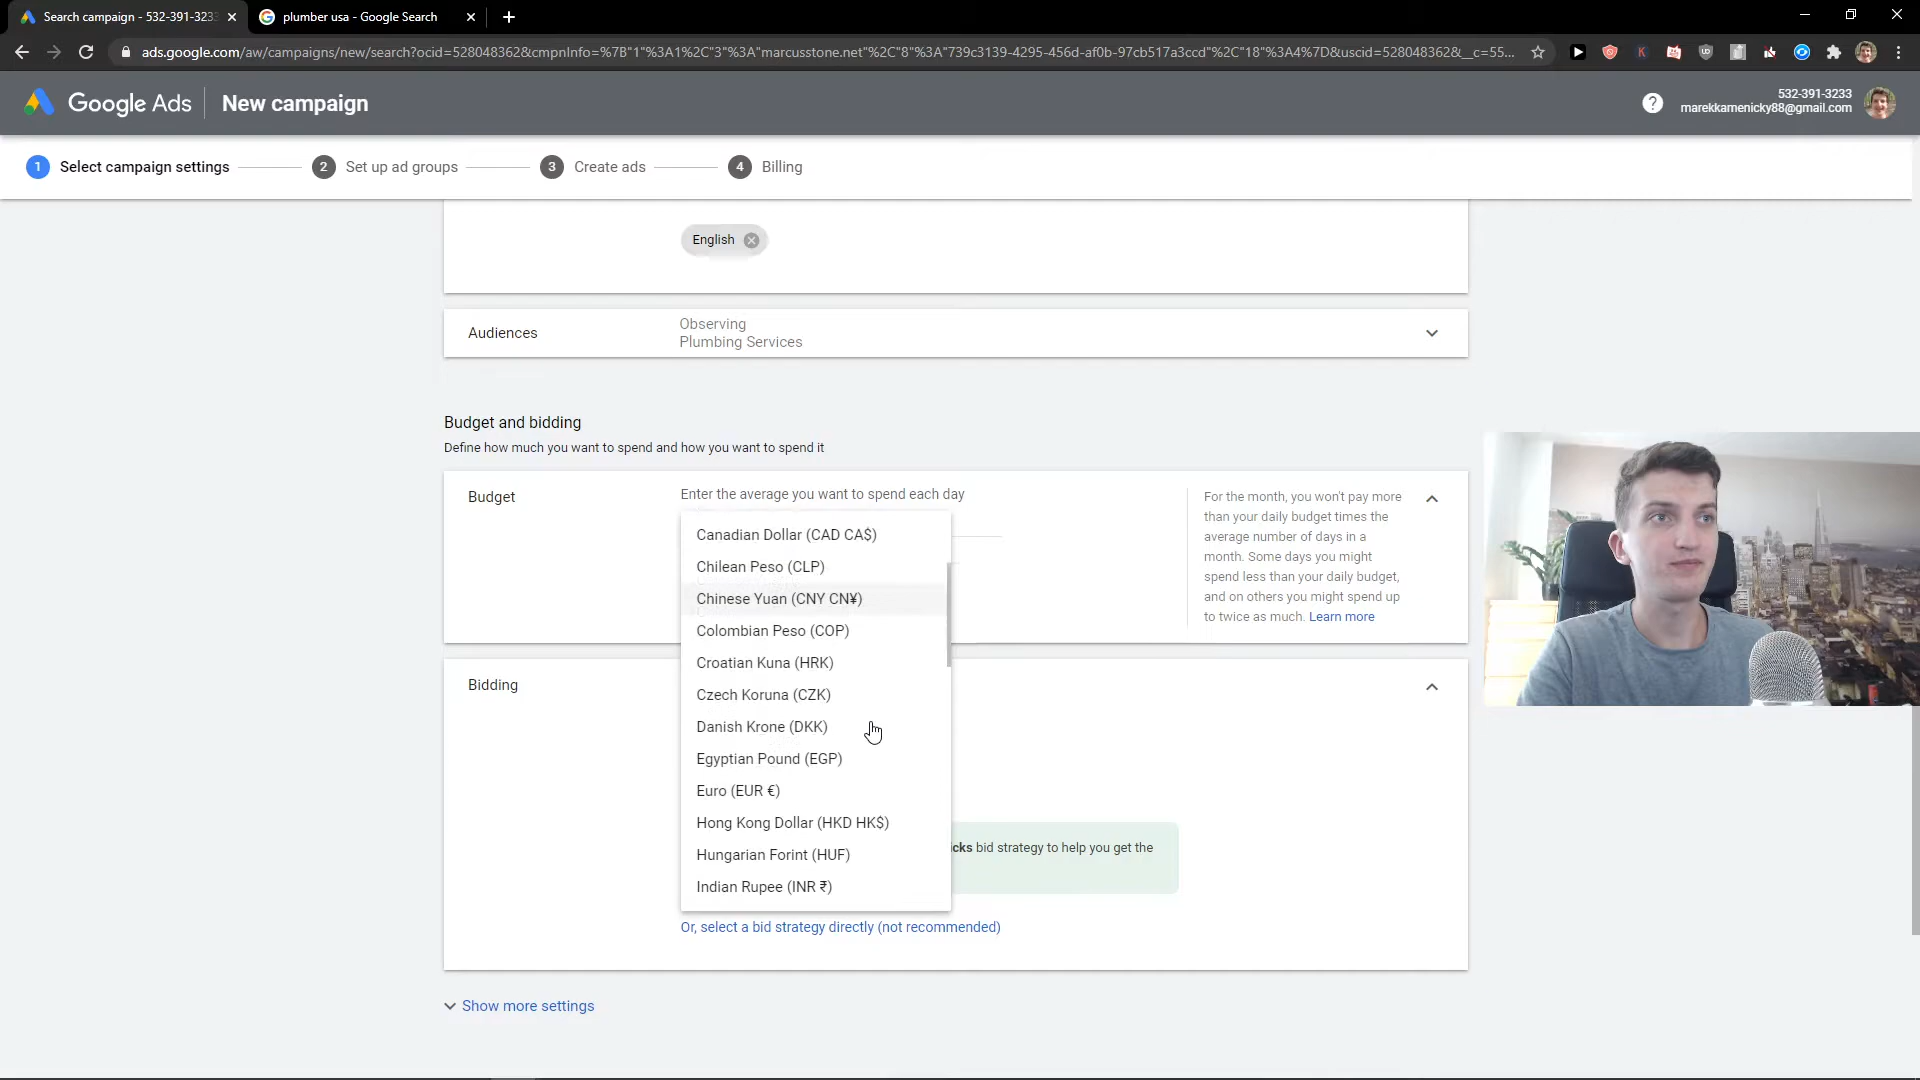 Search campaign - 532-391-3233
plumber usa - Google Search
ads.google.com/aw/campaigns/new/search?ocid=528048362&cmpnInfo=%7B"1"%3A1%2C"3"%3A"marcusstone.net"%2C"8"%3A"739c3139-4295-456d-af0b-97cb517a3ccd"%2C"18"%3A4%7D&uscid=528048362&__c=55...
Google Ads
New campaign
?
532-391-3233
marekkamenicky88@gmail.com
1 Select campaign settings
2 Set up ad groups
3 Create ads
4 Billing
English
Audiences
Observing
Plumbing Services
Budget and bidding
Define how much you want to spend and how you want to spend it
Budget
Enter the average you want to spend each day
For the month, you won't pay more
than your daily budget times the
average number of days in a
month. Some days you might
spend less than your daily budget,
and on others you might spend up
to twice as much. Learn more
Canadian Dollar (CAD CA$)
Chilean Peso (CLP)
Chinese Yuan (CNY CN¥)
Colombian Peso (COP)
Croatian Kuna (HRK)
Czech Koruna (CZK)
Danish Krone (DKK)
Egyptian Pound (EGP)
Euro (EUR €)
Hong Kong Dollar (HKD HK$)
Hungarian Forint (HUF)
Indian Rupee (INR ₹)
Bidding
icks bid strategy to help you get the
Or, select a bid strategy directly (not recommended)
Show more settings